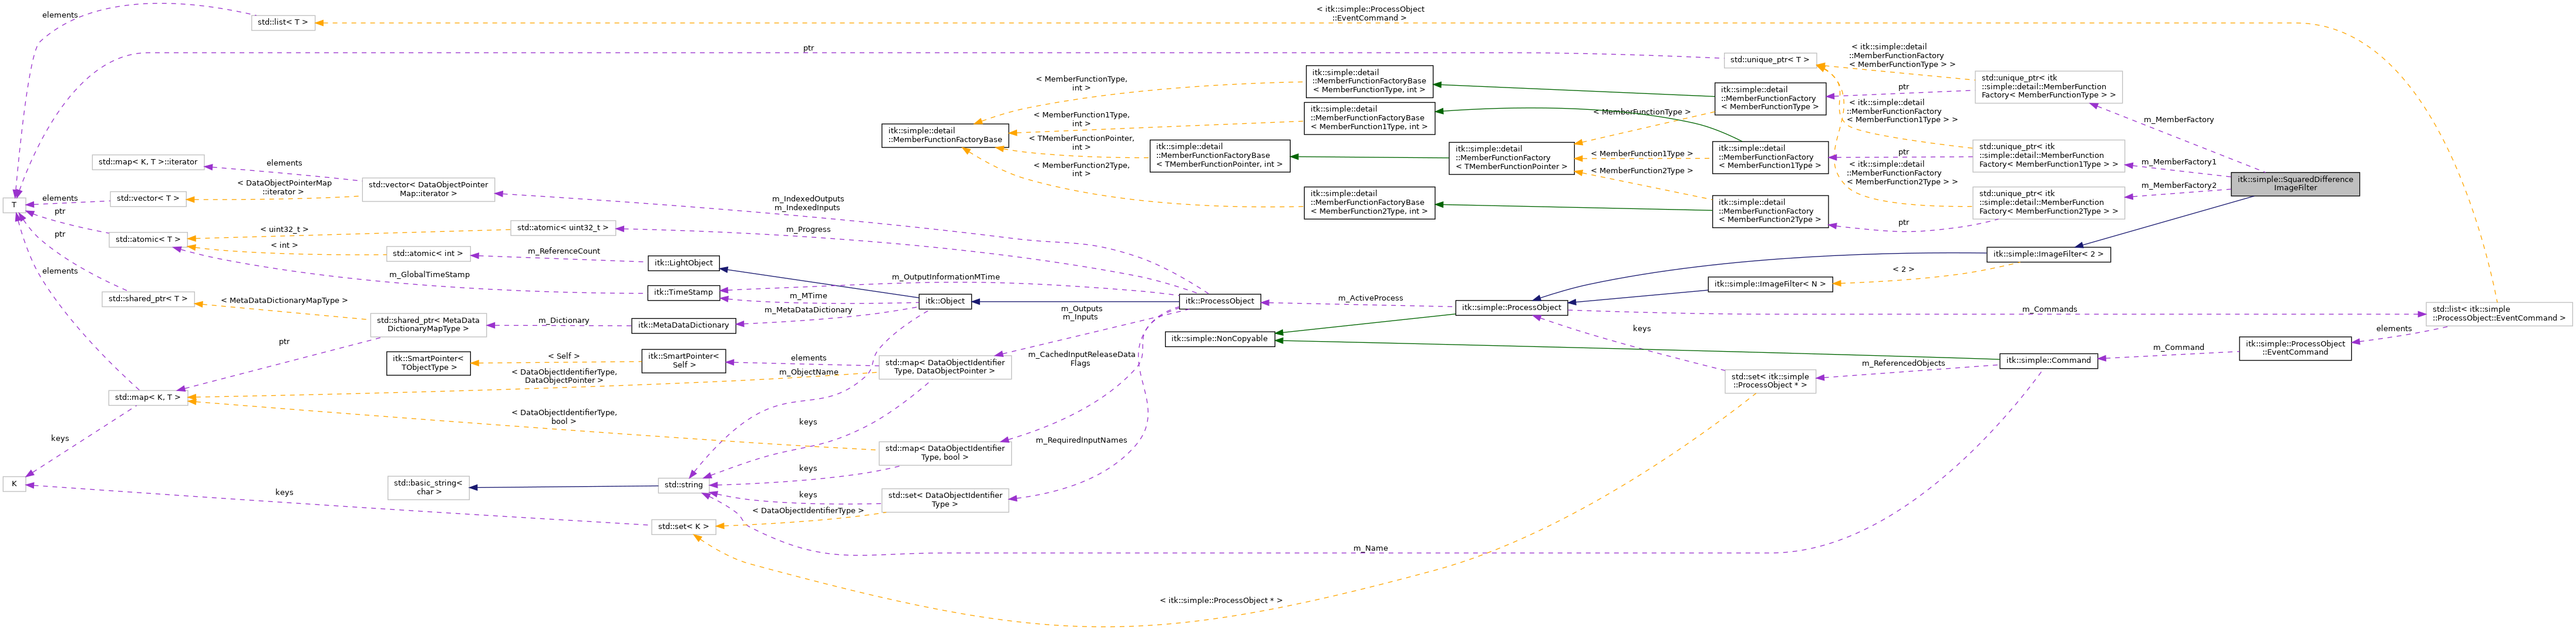 elements
std::list< T >
< itk::simple::ProcessObject
::EventCommand >
ptr
std::unique_ptr< T >
< itk::simple::detail
::MemberFunctionFactory
< MemberFunctionType > >
std::unique_ptr< itk
::simple::detail::MemberFunction
Factory< MemberFunctionType > >
ptr
itk::simple::detail
::MemberFunctionFactory
< MemberFunctionType >
itk::simple::detail
::MemberFunctionFactoryBase
< MemberFunctionType, int >
< MemberFunctionType,
int >
itk::simple::detail
::MemberFunctionFactoryBase
< MemberFunction1Type, int >
< MemberFunction1Type,
int >
itk::simple::detail
::MemberFunctionFactoryBase
< MemberFunctionType >
< itk::simple::detail
::MemberFunctionFactory
< MemberFunction1Type > >
m_MemberFactory
< TMemberFunctionPointer,
int >
itk::simple::detail
::MemberFunctionFactoryBase
< TMemberFunctionPointer, int >
itk::simple::detail
::MemberFunctionFactory
< TMemberFunctionPointer >
< MemberFunction1Type >
itk::simple::detail
::MemberFunctionFactory
< MemberFunction1Type >
ptr
std::unique_ptr< itk
::simple::detail::MemberFunction
Factory< MemberFunction1Type > >
m_MemberFactory1
std::map< K, T >::iterator
elements
< MemberFunction2Type,
int >
< MemberFunction2Type >
< itk::simple::detail
::MemberFunctionFactory
< MemberFunction2Type > >
itk::simple::SquaredDifference
ImageFilter
m_MemberFactory2
< DataObjectPointerMap
::iterator >
std::vector< DataObjectPointer
Map::iterator >
std::vector< T >
elements
T
itk::simple::detail
::MemberFunctionFactoryBase
< MemberFunction2Type, int >
itk::simple::detail
::MemberFunctionFactory
< MemberFunction2Type >
std::unique_ptr< itk
::simple::detail::MemberFunction
Factory< MemberFunction2Type > >
ptr
m_IndexedOutputs
m_IndexedInputs
ptr
std::atomic< T >
< uint32_t >
std::atomic< uint32_t >
m_Progress
ptr
< int >
std::atomic< int >
m_ReferenceCount
itk::LightObject
itk::simple::ImageFilter< 2 >
elements
m_GlobalTimeStamp
m_OutputInformationMTime
< 2 >
itk::simple::ImageFilter< N >
itk::TimeStamp
m_MTime
std::shared_ptr< T >
< MetaDataDictionaryMapType >
itk::Object
itk::ProcessObject
m_ActiveProcess
itk::simple::ProcessObject
m_Commands
std::list< itk::simple
::ProcessObject::EventCommand >
m_MetaDataDictionary
std::shared_ptr< MetaData
DictionaryMapType >
m_Dictionary
itk::MetaDataDictionary
m_Outputs
m_Inputs
itk::simple::NonCopyable
keys
elements
ptr
itk::SmartPointer<
TObjectType >
< Self >
itk::SmartPointer<
Self >
elements
std::map< DataObjectIdentifier
Type, DataObjectPointer >
m_CachedInputReleaseData
Flags
m_Command
itk::simple::ProcessObject
::EventCommand
itk::simple::Command
m_ReferencedObjects
std::set< itk::simple
::ProcessObject * >
< DataObjectIdentifierType,
DataObjectPointer >
m_ObjectName
std::map< K, T >
< DataObjectIdentifierType,
bool >
keys
keys
m_RequiredInputNames
std::map< DataObjectIdentifier
Type, bool >
keys
K
std::basic_string<
char >
std::string
keys
keys
std::set< DataObjectIdentifier
Type >
< DataObjectIdentifierType >
std::set< K >
m_Name
< itk::simple::ProcessObject * >